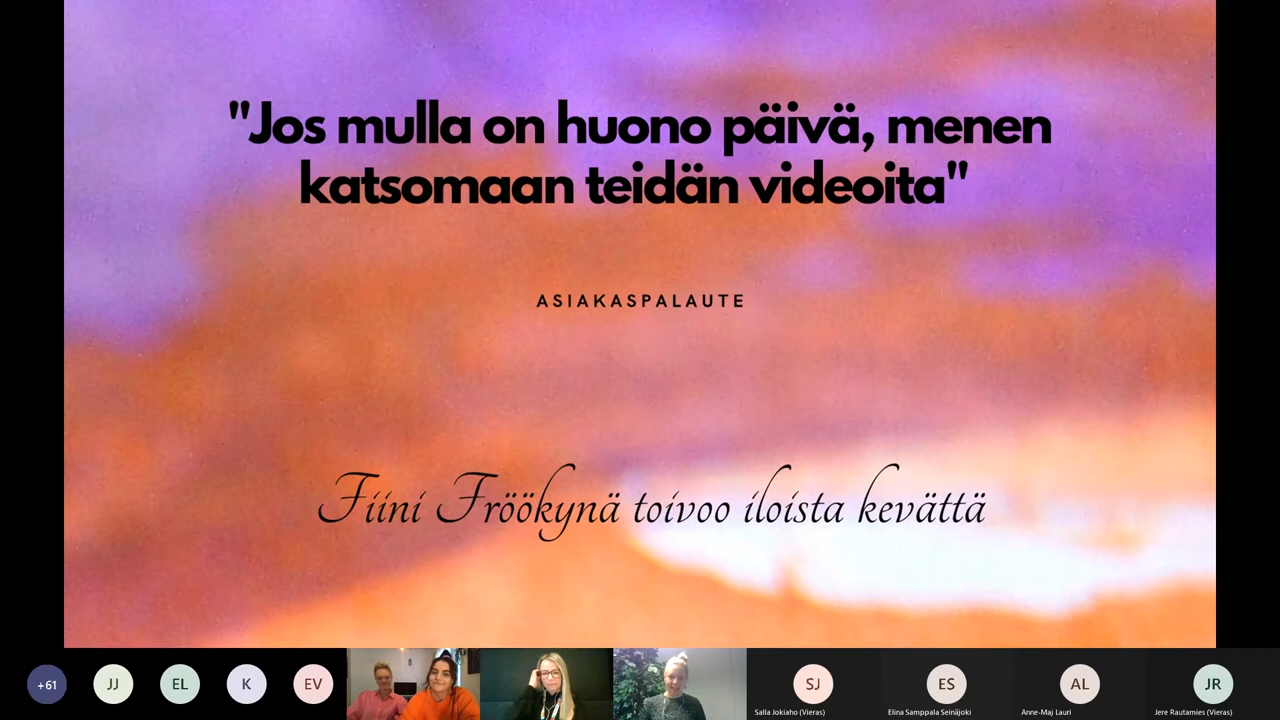 "Jos mulla on huono päivä, menen
katsomaan teidän videoita"
ASIAKASPALAUTE
Fiini Fröökynä toivoo iloista kevättä
+61
JJ
EL
K
EV
SJ
ES
AL
JR
Salla Jokiaho (Vieras)
Elina Samppala Seinäjoki
Anne-Maj Lauri
Jere Rautamies (Vieras)